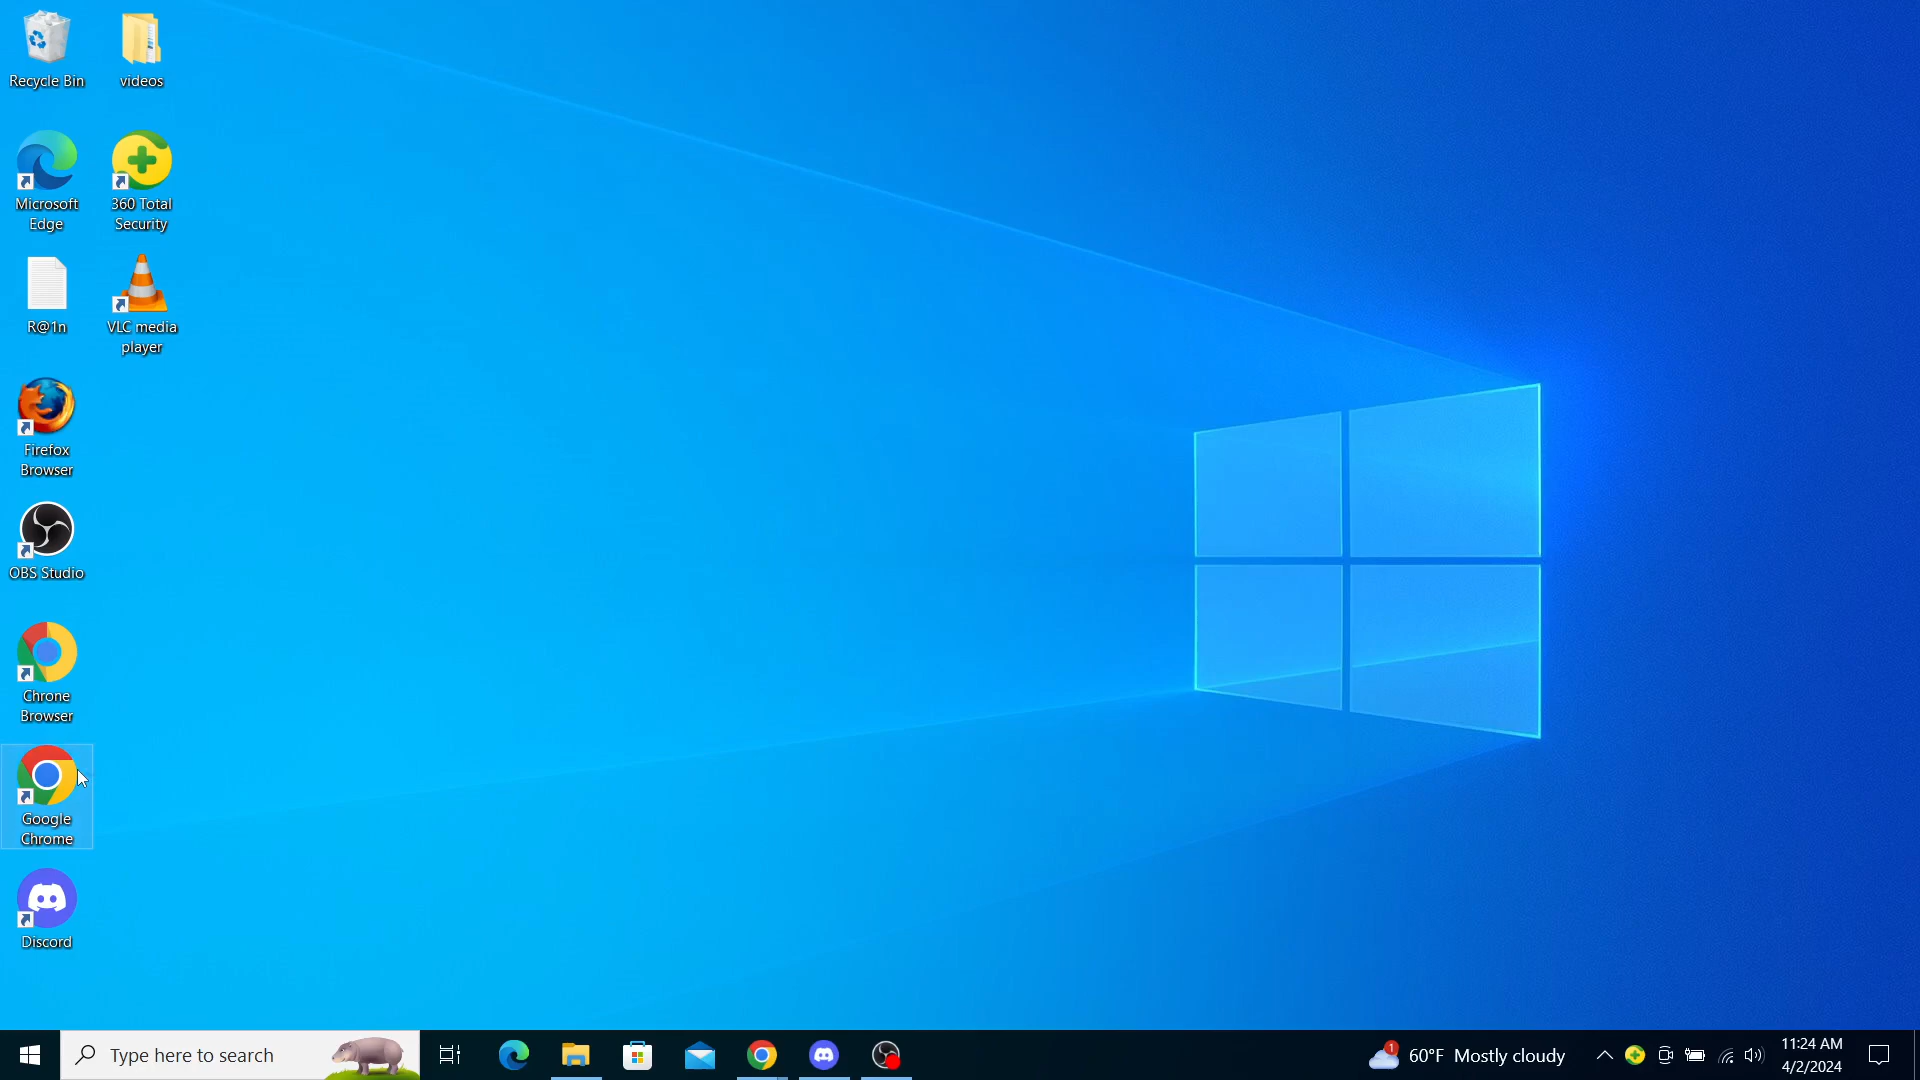 Recycle Bin
videos
Microsoft
Edge
360 Total
Security
R@1n
VLC media
player
Firefox
Browser
OBS Studio
Chrone
Browser
Google
Chrome
Discord
Type here to search
1
60°F Mostly cloudy
11:24 AM
4/2/2024